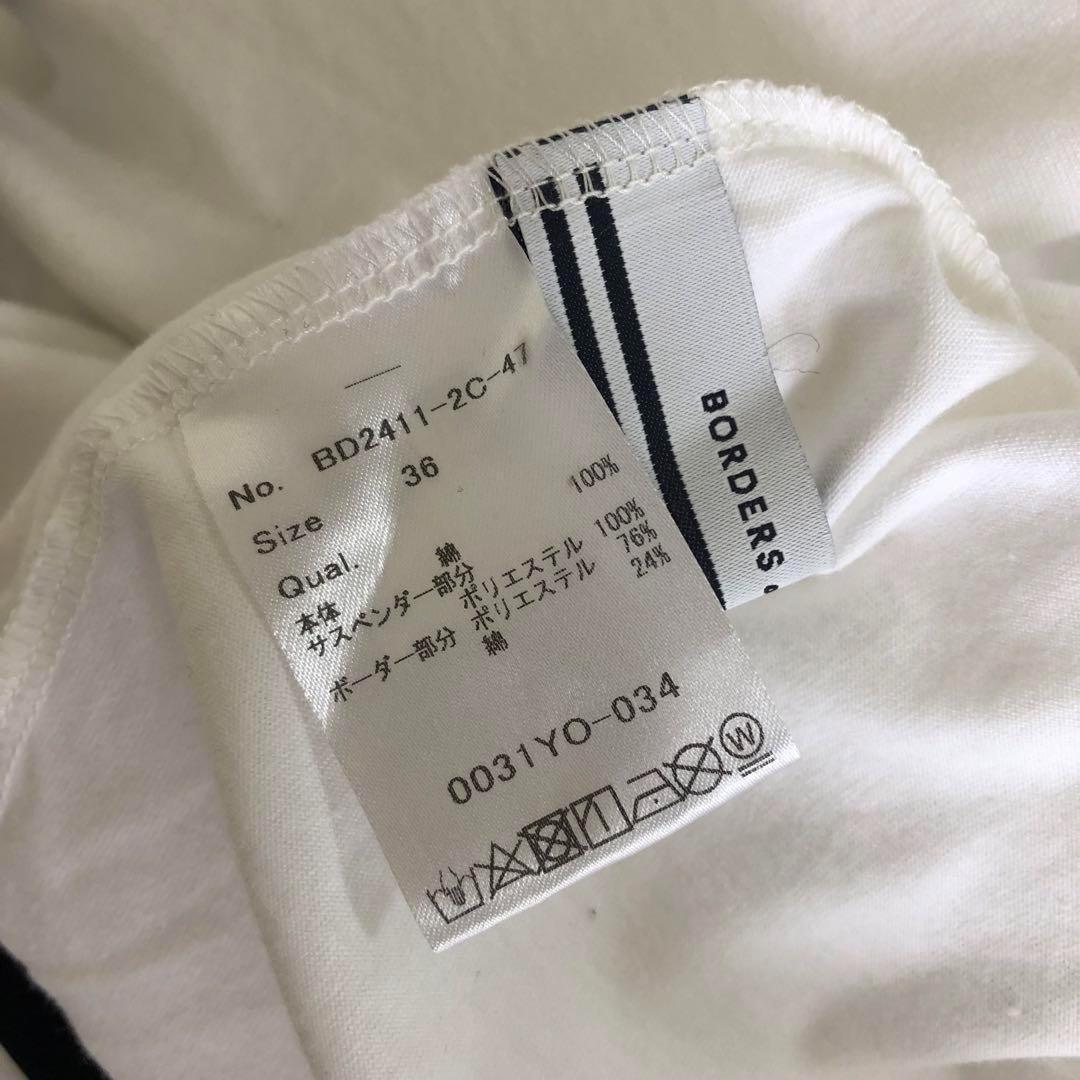 No. BD2411-2C-47
Size 36
Qual.
本体 綿 100%
サスペンダー部分
ポリエステル 100%
ボーダー部分 ポリエステル 76%
綿 24%
0031YO-034
W
BORDERS